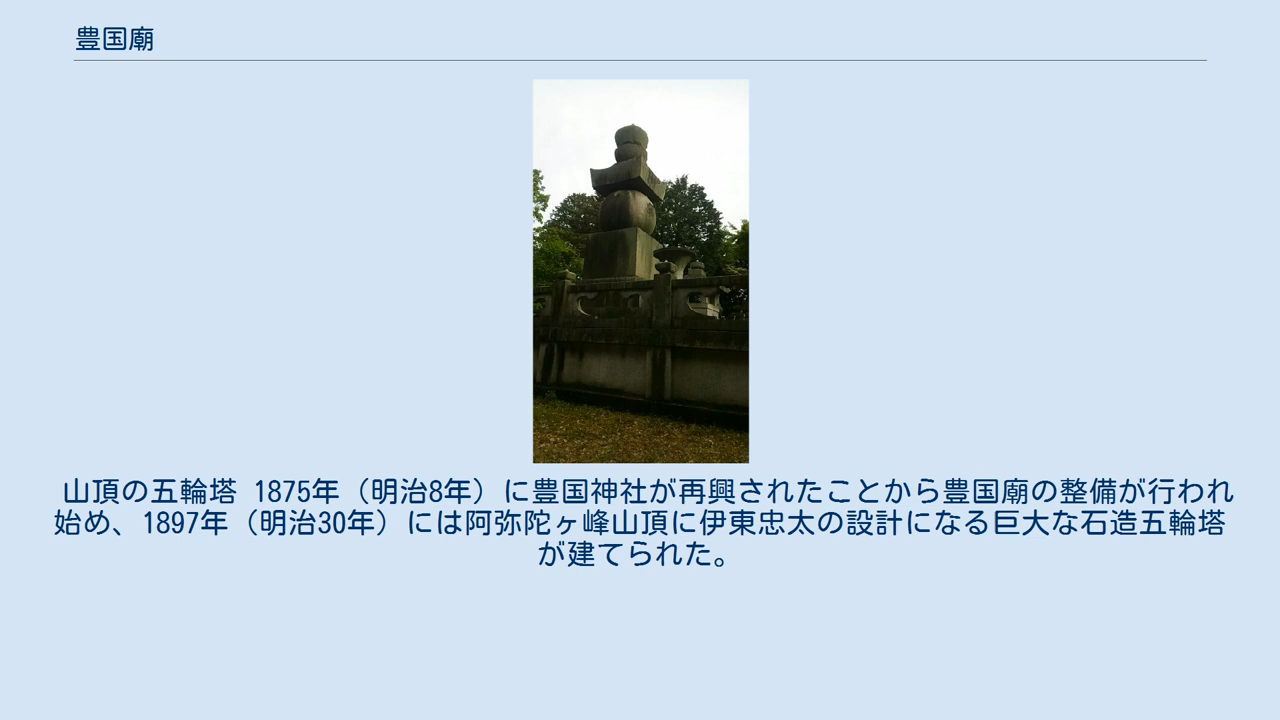 豊国廟
山頂の五輪塔 1875年（明治8年）に豊国神社が再興されたことから豊国廟の整備が行われ
始め、1897年（明治30年）には阿弥陀ヶ峰山頂に伊東忠太の設計になる巨大な石造五輪塔
が建てられた。